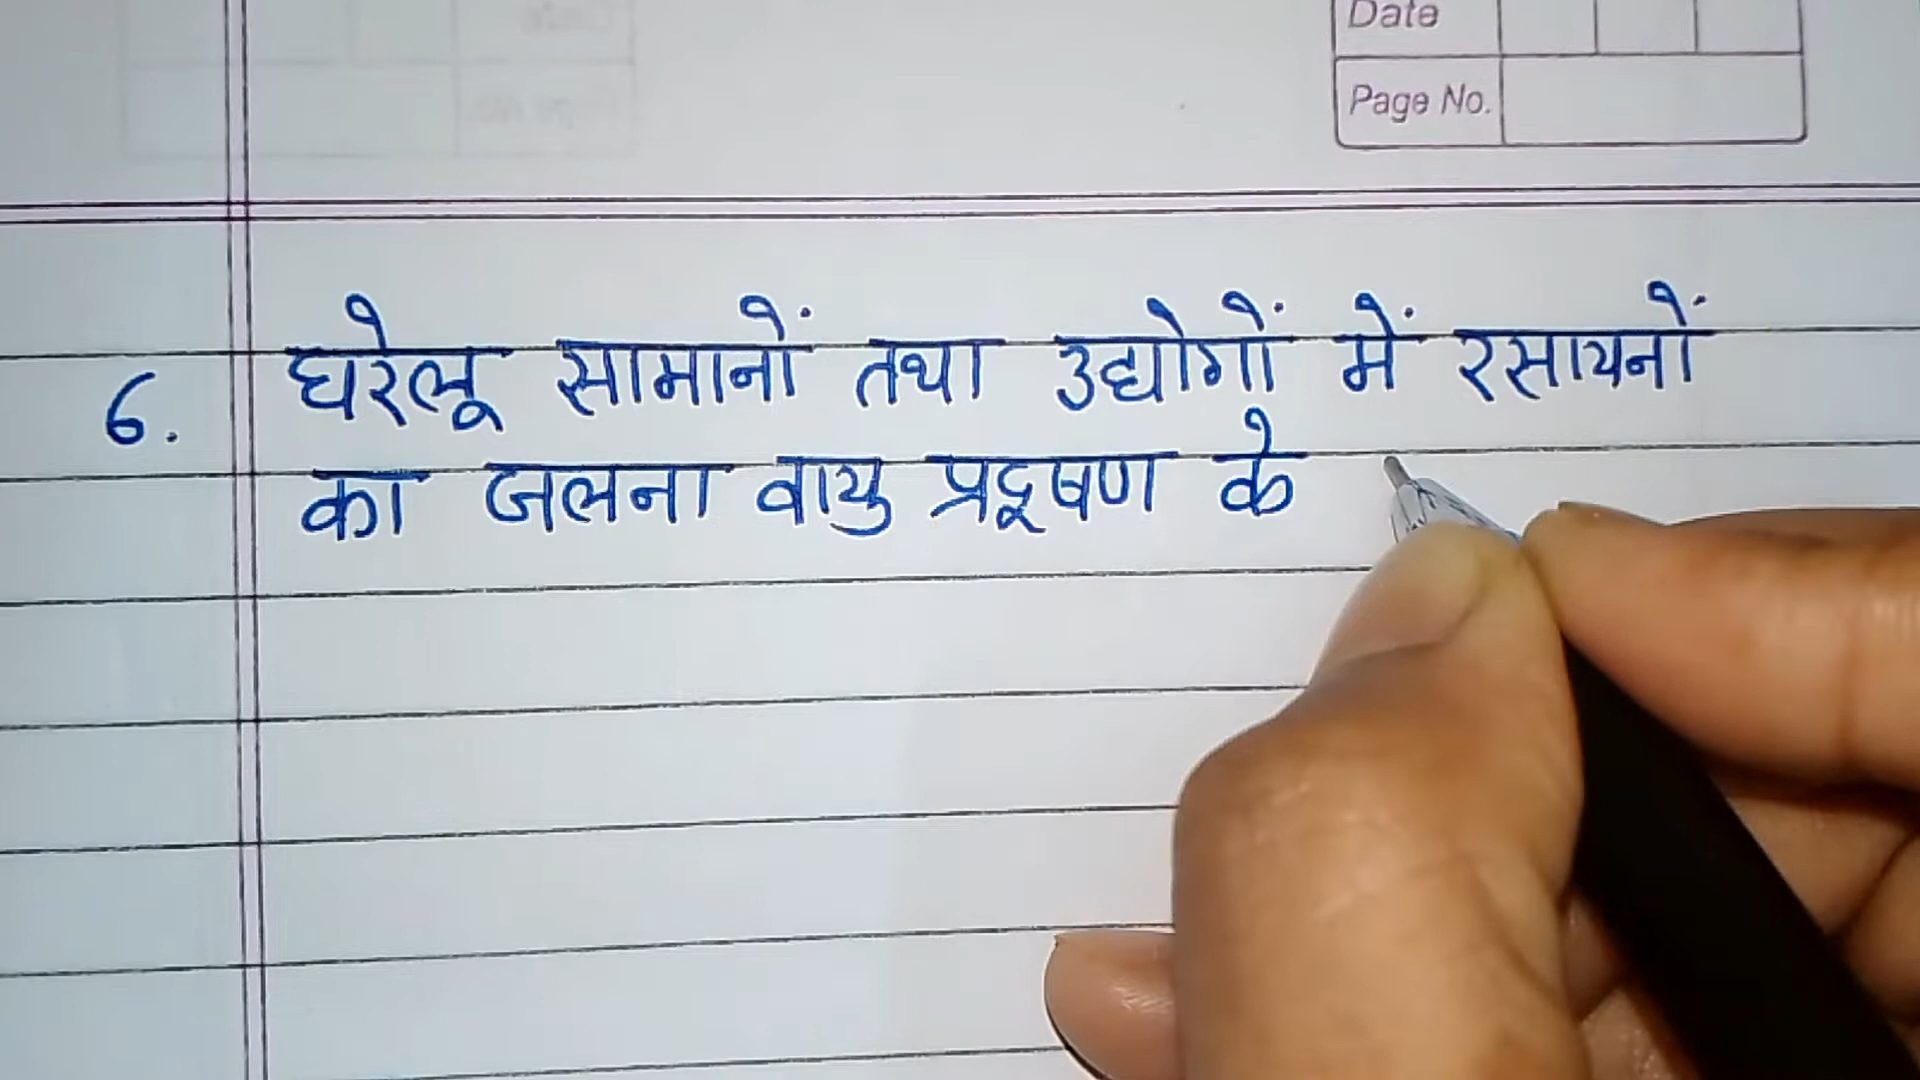 Date
Page No.
6. घरेलू सामानों तथा उद्योगों में रसायनों
का जलना वायु प्रदूषण के